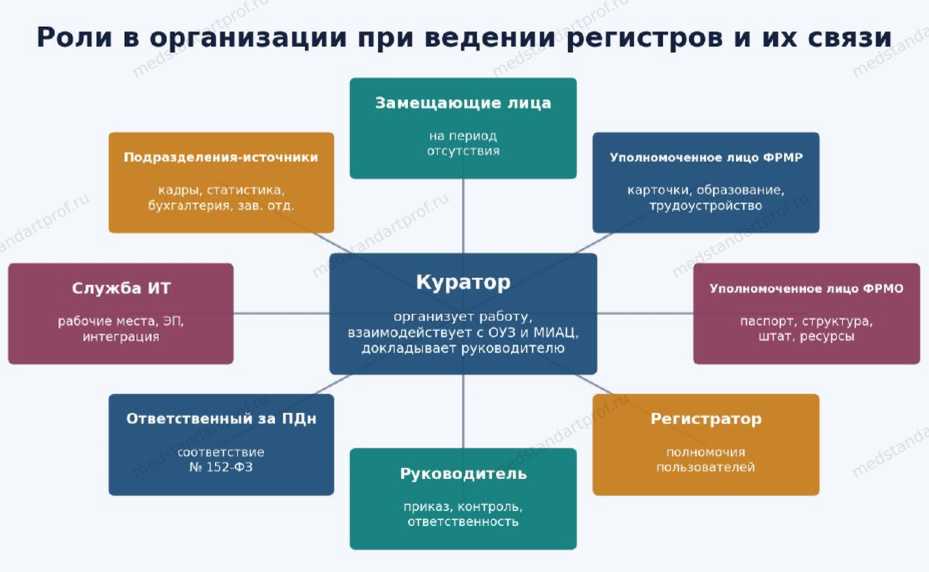 Роли в организации при ведении регистров и их связи
Замещающие лица
на период
отсутствия
Подразделения-источники
кадры, статистика,
бухгалтерия, зав. отд.
Уполномоченное лицо ФРМР
карточки, образование,
трудоустройство
Служба ИТ
рабочие места, ЭП,
интеграция
Куратор
организует работу,
взаимодействует с ОУЗ и МИАЦ,
докладывает руководителю
Уполномоченное лицо ФРМО
паспорт, структура,
штат, ресурсы
Ответственный за ПДн
соответствие
№ 152-ФЗ
Руководитель
приказ, контроль,
ответственность
Регистратор
полномочия
пользователей
medstandartprof.ru